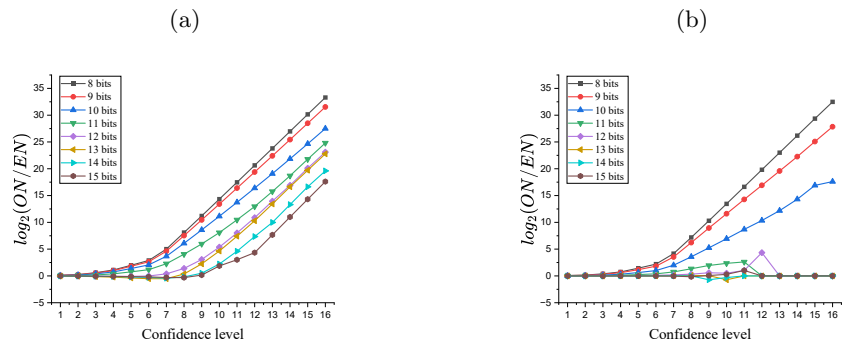 (a)
log₂(ON/EN)
35
30
25
20
15
10
5
0
−5
8 bits
9 bits
10 bits
11 bits
12 bits
13 bits
14 bits
15 bits
1 2 3 4 5 6 7 8 9 10 11 12 13 14 15 16
Confidence level
(b)
log₂(ON/EN)
35
30
25
20
15
10
5
0
−5
8 bits
9 bits
10 bits
11 bits
12 bits
13 bits
14 bits
15 bits
1 2 3 4 5 6 7 8 9 10 11 12 13 14 15 16
Confidence level